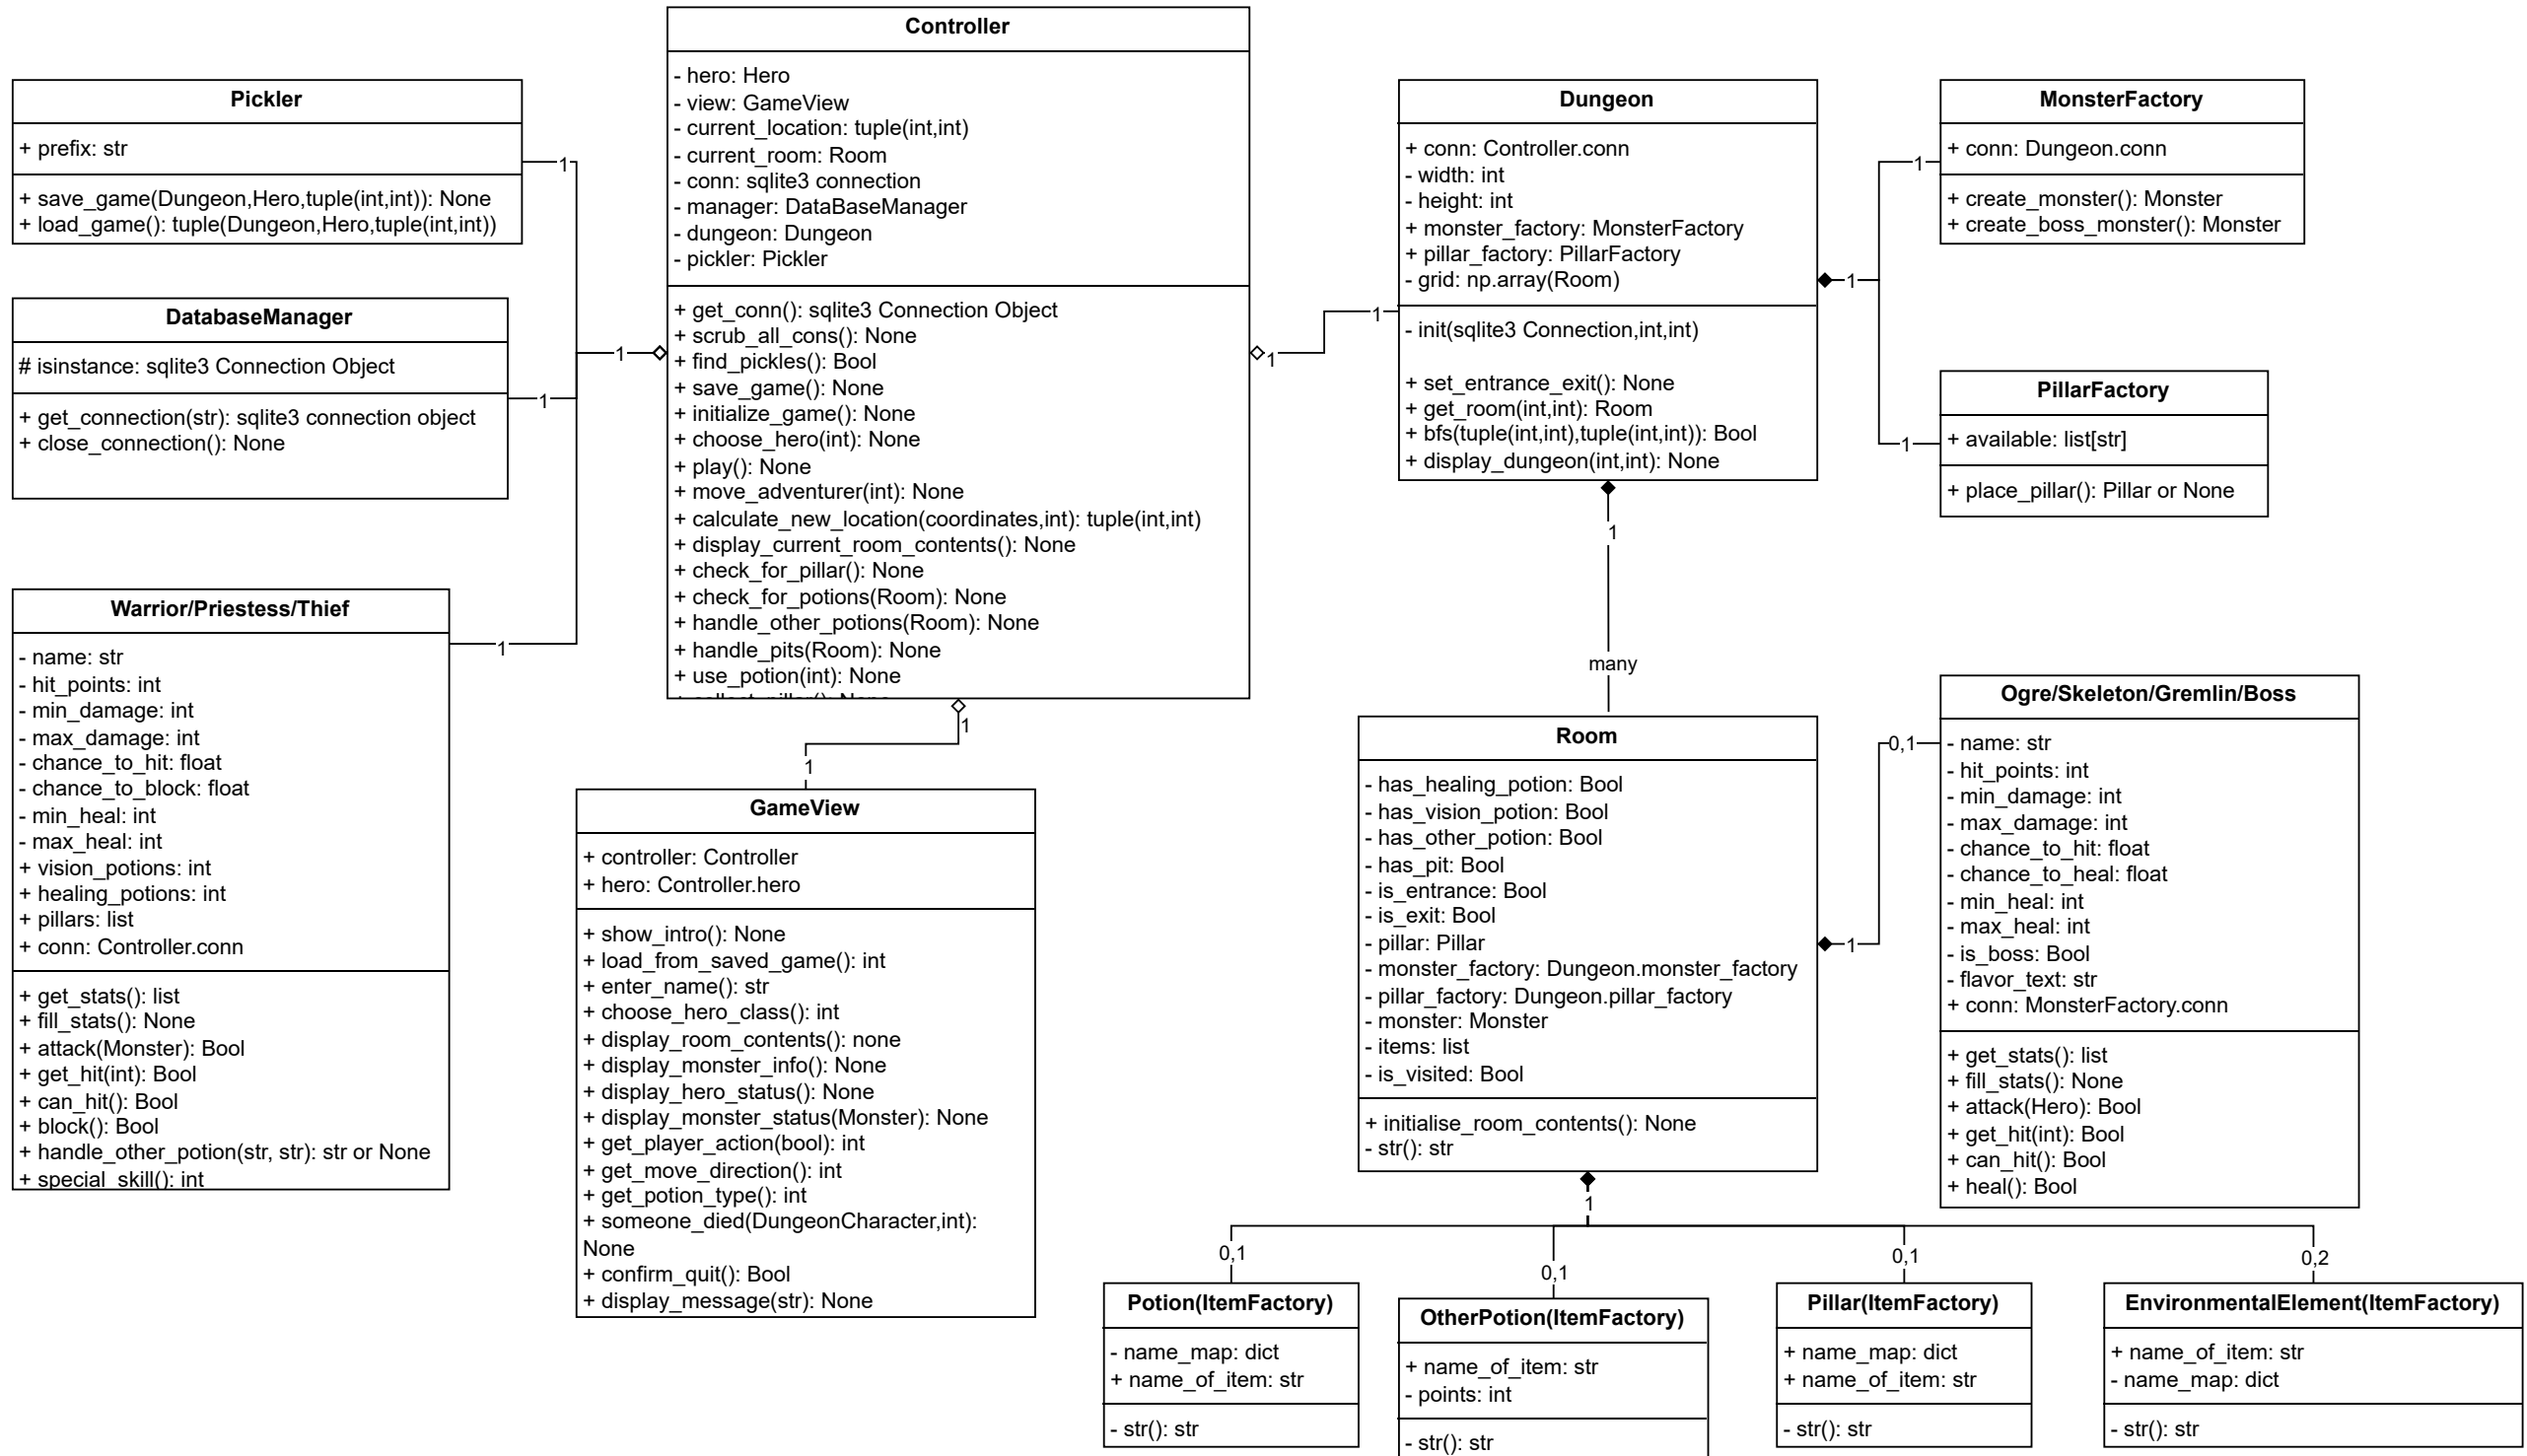 Controller
- hero: Hero
- view: GameView
- current_location: tuple(int,int)
- current_room: Room
- conn: sqlite3 connection
- manager: DataBaseManager
- dungeon: Dungeon
- pickler: Pickler
+ get_conn(): sqlite3 Connection Object
+ scrub_all_cons(): None
+ find_pickles(): Bool
+ save_game(): None
+ initialize_game(): None
+ choose_hero(int): None
+ play(): None
+ move_adventurer(int): None
+ calculate_new_location(coordinates,int): tuple(int,int)
+ display_current_room_contents(): None
+ check_for_pillar(): None
+ check_for_potions(Room): None
+ handle_other_potions(Room): None
+ handle_pits(Room): None
+ use_potion(int): None
Pickler
+ prefix: str
+ save_game(Dungeon,Hero,tuple(int,int)): None
+ load_game(): tuple(Dungeon,Hero,tuple(int,int))
1
DatabaseManager
# isinstance: sqlite3 Connection Object
+ get_connection(str): sqlite3 connection object
+ close_connection(): None
1
1
Warrior/Priestess/Thief
- name: str
- hit_points: int
- min_damage: int
- max_damage: int
- chance_to_hit: float
- chance_to_block: float
- min_heal: int
- max_heal: int
+ vision_potions: int
+ healing_potions: int
+ pillars: list
+ conn: Controller.conn
+ get_stats(): list
+ fill_stats(): None
+ attack(Monster): Bool
+ get_hit(int): Bool
+ can_hit(): Bool
+ block(): Bool
+ handle_other_potion(str, str): str or None
+ special_skill(): int
1
1
1
GameView
+ controller: Controller
+ hero: Controller.hero
+ show_intro(): None
+ load_from_saved_game(): int
+ enter_name(): str
+ choose_hero_class(): int
+ display_room_contents(): none
+ display_monster_info(): None
+ display_hero_status(): None
+ display_monster_status(Monster): None
+ get_player_action(bool): int
+ get_move_direction(): int
+ get_potion_type(): int
+ someone_died(DungeonCharacter,int):
None
+ confirm_quit(): Bool
+ display_message(str): None
1
1
Dungeon
+ conn: Controller.conn
- width: int
- height: int
+ monster_factory: MonsterFactory
+ pillar_factory: PillarFactory
- grid: np.array(Room)
- init(sqlite3 Connection,int,int)
+ set_entrance_exit(): None
+ get_room(int,int): Room
+ bfs(tuple(int,int),tuple(int,int)): Bool
+ display_dungeon(int,int): None
1
1
MonsterFactory
+ conn: Dungeon.conn
+ create_monster(): Monster
+ create_boss_monster(): Monster
1
PillarFactory
+ available: list[str]
+ place_pillar(): Pillar or None
1
many
Room
- has_healing_potion: Bool
- has_vision_potion: Bool
- has_other_potion: Bool
- has_pit: Bool
- is_entrance: Bool
- is_exit: Bool
- pillar: Pillar
- monster_factory: Dungeon.monster_factory
- pillar_factory: Dungeon.pillar_factory
- monster: Monster
- items: list
- is_visited: Bool
+ initialise_room_contents(): None
- str(): str
1
0,1
Ogre/Skeleton/Gremlin/Boss
- name: str
- hit_points: int
- min_damage: int
- max_damage: int
- chance_to_hit: float
- chance_to_heal: float
- min_heal: int
- max_heal: int
- is_boss: Bool
- flavor_text: str
+ conn: MonsterFactory.conn
+ get_stats(): list
+ fill_stats(): None
+ attack(Hero): Bool
+ get_hit(int): Bool
+ can_hit(): Bool
+ heal(): Bool
1
0,1
0,1
0,1
0,2
Potion(ItemFactory)
- name_map: dict
+ name_of_item: str
- str(): str
OtherPotion(ItemFactory)
+ name_of_item: str
- points: int
- str(): str
Pillar(ItemFactory)
+ name_map: dict
+ name_of_item: str
- str(): str
EnvironmentalElement(ItemFactory)
+ name_of_item: str
- name_map: dict
- str(): str